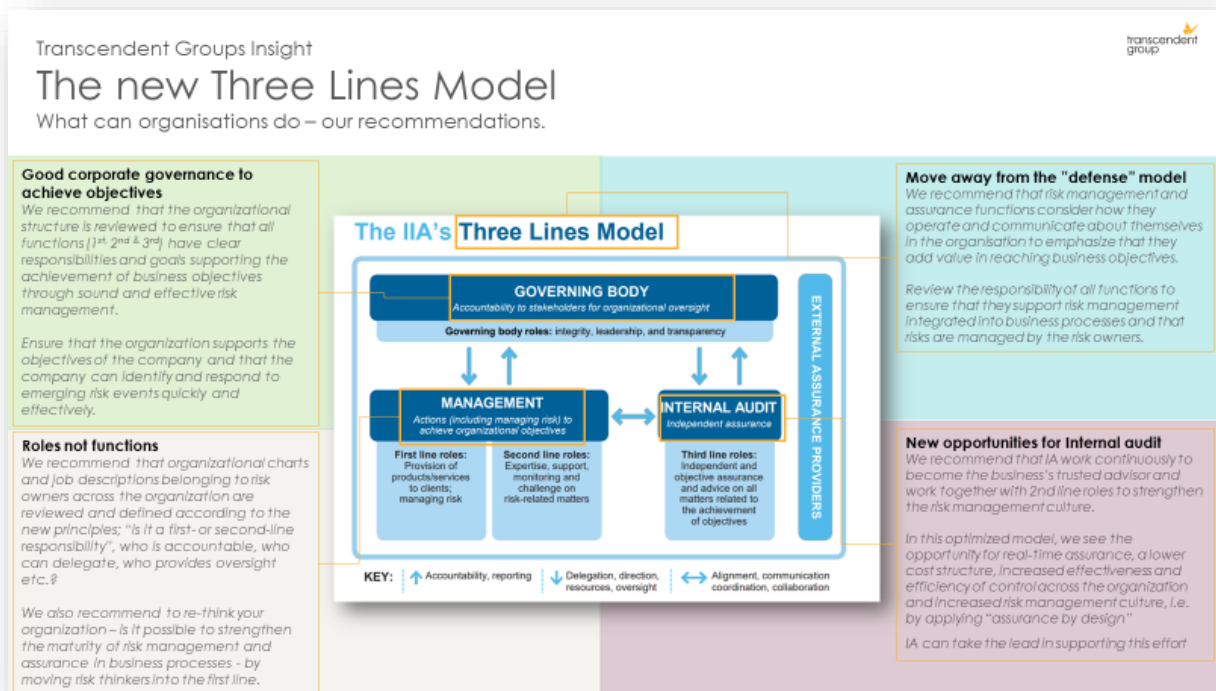 Transcendent Groups Insight
The new Three Lines Model
What can organisations do – our recommendations.
transcendent
group
Good corporate governance to
achieve objectives
We recommend that the organizational
structure is reviewed to ensure that all
functions (1st, 2nd & 3rd) have clear
responsibilities and goals supporting the
achievement of business objectives
through sound and effective risk
management.
Ensure that the organization supports the
objectives of the company and that the
company can identify and respond to
emerging risk events quickly and
effectively.
Roles not functions
We recommend that organizational charts
and job descriptions belonging to risk
owners across the organization are
reviewed and defined according to the
new principles; "is it a first- or second-line
responsibility", who is accountable, who
can delegate, who provides oversight
etc.?
We also recommend to re-think your
organization – is it possible to strengthen
the maturity of risk management and
assurance in business processes - by
moving risk thinkers into the first line.
The IIA's Three Lines Model
GOVERNING BODY
Accountability to stakeholders for organizational oversight
Governing body roles: integrity, leadership, and transparency
MANAGEMENT
Actions (including managing risk) to
achieve organizational objectives
First line roles:
Provision of
products/services
to clients;
managing risk
Second line roles:
Expertise, support,
monitoring and
challenge on
risk-related matters
INTERNAL AUDIT
Independent assurance
Third line roles:
Independent and
objective assurance
and advice on all
matters related to
the achievement
of objectives
EXTERNAL ASSURANCE PROVIDERS
KEY:
Accountability, reporting
Delegation, direction,
resources, oversight
Alignment, communication
coordination, collaboration
Move away from the "defense" model
We recommend that risk management and
assurance functions consider how they
operate and communicate about themselves
in the organisation to emphasize that they
add value in reaching business objectives.
Review the responsibility of all functions to
ensure that they support risk management
integrated into business processes and that
risks are managed by the risk owners.
New opportunities for Internal audit
We recommend that IA work continuously to
become the business's trusted advisor and
work together with 2nd line roles to strengthen
the risk management culture.
In this optimized model, we see the
opportunity for real-time assurance, a lower
cost structure, increased effectiveness and
efficiency of control across the organization
and increased risk management culture, i.e.
by applying "assurance by design"
IA can take the lead in supporting this effort